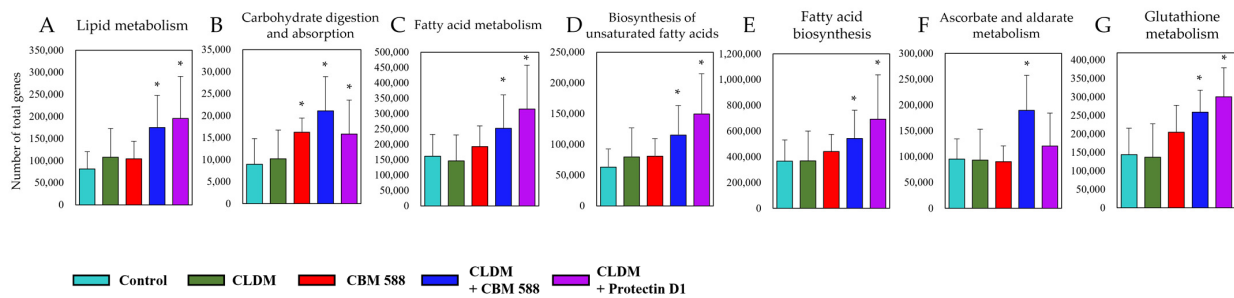 A Lipid metabolism
Number of total genes
350,000
300,000
250,000
200,000
150,000
100,000
50,000
0
* *
B Carbohydrate digestion
and absorption
35,000
30,000
25,000
20,000
15,000
10,000
5,000
0
* * *
C Fatty acid metabolism
500,000
450,000
400,000
350,000
300,000
250,000
200,000
150,000
100,000
50,000
0
* *
D Biosynthesis of
unsaturated fatty acids
250,000
200,000
150,000
100,000
50,000
0
* *
E Fatty acid
biosynthesis
1,200,000
1,000,000
800,000
600,000
400,000
200,000
0
* *
F Ascorbate and aldarate
metabolism
300,000
250,000
200,000
150,000
100,000
50,000
0
*
G Glutathione
metabolism
400,000
350,000
300,000
250,000
200,000
150,000
100,000
50,000
0
* *
Control
CLDM
CBM 588
CLDM
+ CBM 588
CLDM
+ Protectin D1